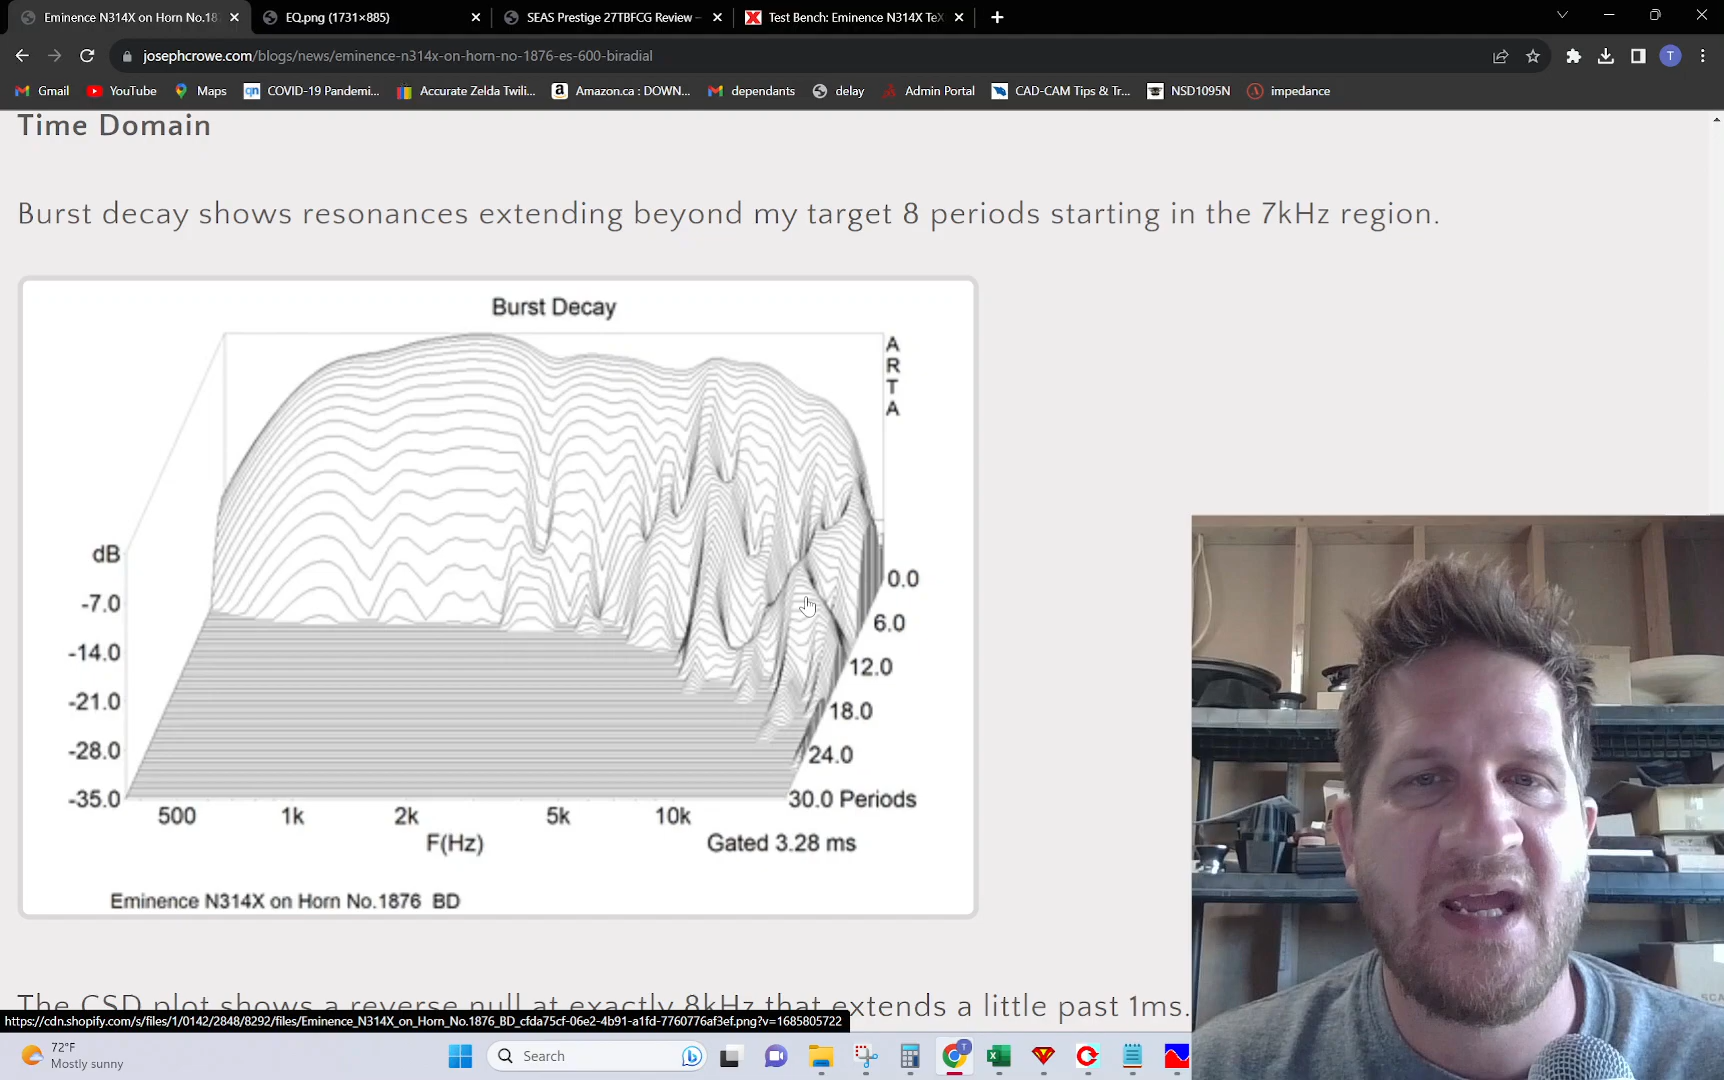 Eminence N314X on Horn No.18
EQ.png (1731×885)
SEAS Prestige 27TBFCG Review –
Test Bench: Eminence N314X TeX
josephcrowe.com/blogs/news/eminence-n314x-on-horn-no-1876-es-600-biradial
T
Gmail
YouTube
Maps
COVID-19 Pandemi...
Accurate Zelda Twili...
Amazon.ca : DOWN...
dependants
delay
Admin Portal
CAD-CAM Tips & Tr...
NSD1095N
impedance
Time Domain
Burst decay shows resonances extending beyond my target 8 periods starting in the 7kHz region.
Burst Decay
A
R
T
A
dB
-7.0
-14.0
-21.0
-28.0
-35.0
0.0
6.0
12.0
18.0
24.0
30.0 Periods
500
1k
2k
5k
10k
F(Hz)
Gated 3.28 ms
Eminence N314X on Horn No.1876 BD
The CSD plot shows a reverse null at exactly 8kHz that extends a little past 1ms.
https://cdn.shopify.com/s/files/1/0142/2848/8292/files/Eminence_N314X_on_Horn_No.1876_BD_cfda75cf-06e2-4b91-a1fd-7760776af3ef.png?v=1685805722
72°F
Mostly sunny
Search